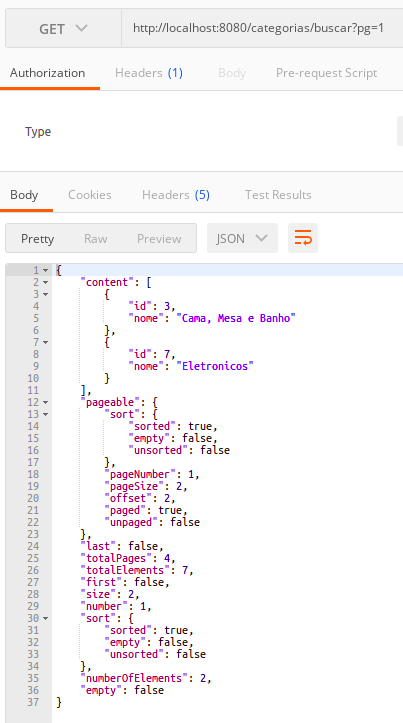 GET http://localhost:8080/categorias/buscar?pg=1
Authorization Headers (1) Body Pre-request Script
Type
Body Cookies Headers (5) Test Results
Pretty Raw Preview JSON
1 {
2 "content": [
3 {
4 "id": 3,
5 "nome": "Cama, Mesa e Banho"
6 },
7 {
8 "id": 7,
9 "nome": "Eletronicos"
10 }
11 ],
12 "pageable": {
13 "sort": {
14 "sorted": true,
15 "empty": false,
16 "unsorted": false
17 },
18 "pageNumber": 1,
19 "pageSize": 2,
20 "offset": 2,
21 "paged": true,
22 "unpaged": false
23 },
24 "last": false,
25 "totalPages": 4,
26 "totalElements": 7,
27 "first": false,
28 "size": 2,
29 "number": 1,
30 "sort": {
31 "sorted": true,
32 "empty": false,
33 "unsorted": false
34 },
35 "numberOfElements": 2,
36 "empty": false
37 }